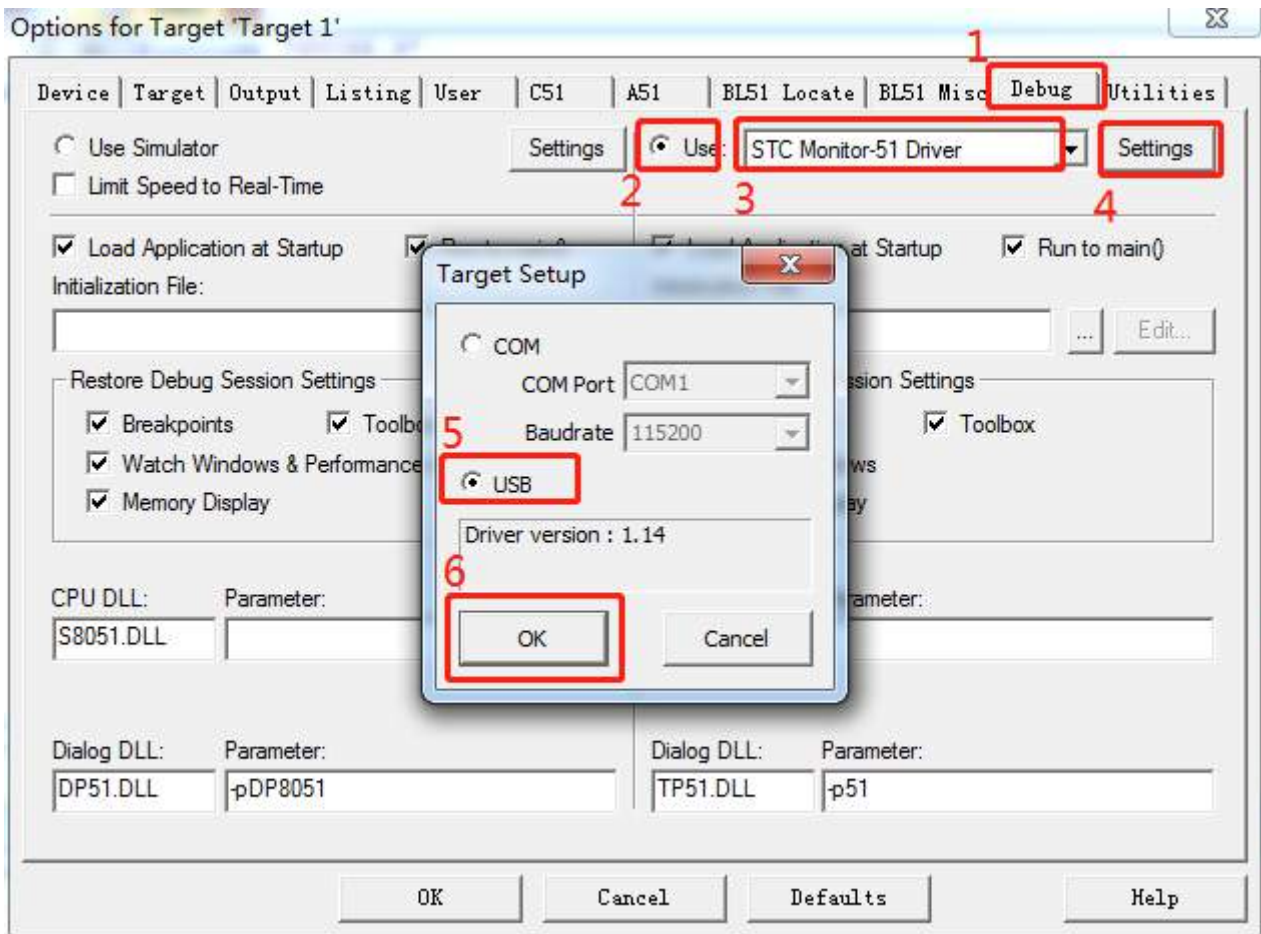 Options for Target 'Target 1'
1
Device Target Output Listing User C51 A51 BL51 Locate BL51 Misc Debug Utilities
Use Simulator Settings Use: STC Monitor-51 Driver Settings
Limit Speed to Real-Time
2 3 4
Load Application at Startup at Startup Run to main()
Initialization File:
Edit...
Target Setup
COM
COM Port COM1
Baudrate 115200
5
USB
Driver version : 1.14
6
OK Cancel
Restore Debug Session Settings Settings
Breakpoints Toolbox
Watch Windows & Performance
Memory Display
CPU DLL: Parameter:
S8051.DLL
Dialog DLL: Parameter: Dialog DLL: Parameter:
DP51.DLL -pDP8051 TP51.DLL -p51
OK Cancel Defaults Help